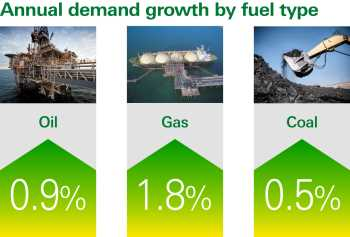 Annual demand growth by fuel type
Oil
Gas
Coal
0.9%
1.8%
0.5%